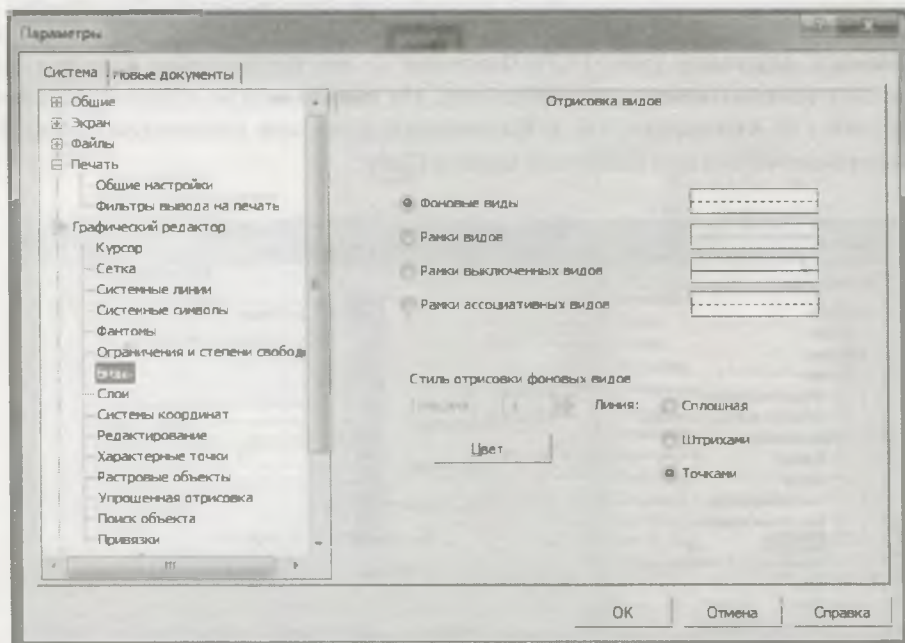 Параметры
Система
Новые документы
Общие
Экран
Файлы
Печать
Общие настройки
Фильтры вывода на печать
Графический редактор
Курсор
Сетка
Системные линии
Системные символы
Фантомы
Ограничения и степени свободы
Виды
Слои
Системы координат
Редактирование
Характерные точки
Растровые объекты
Упрощенная отрисовка
Поиск объекта
Привязки
Отрисовка видов
Фоновые виды
Рамки видов
Рамки выключенных видов
Рамки ассоциативных видов
Стиль отрисовки фоновых видов
Линия:
Сплошная
Штрихами
Точками
Цвет
OK
Отмена
Справка